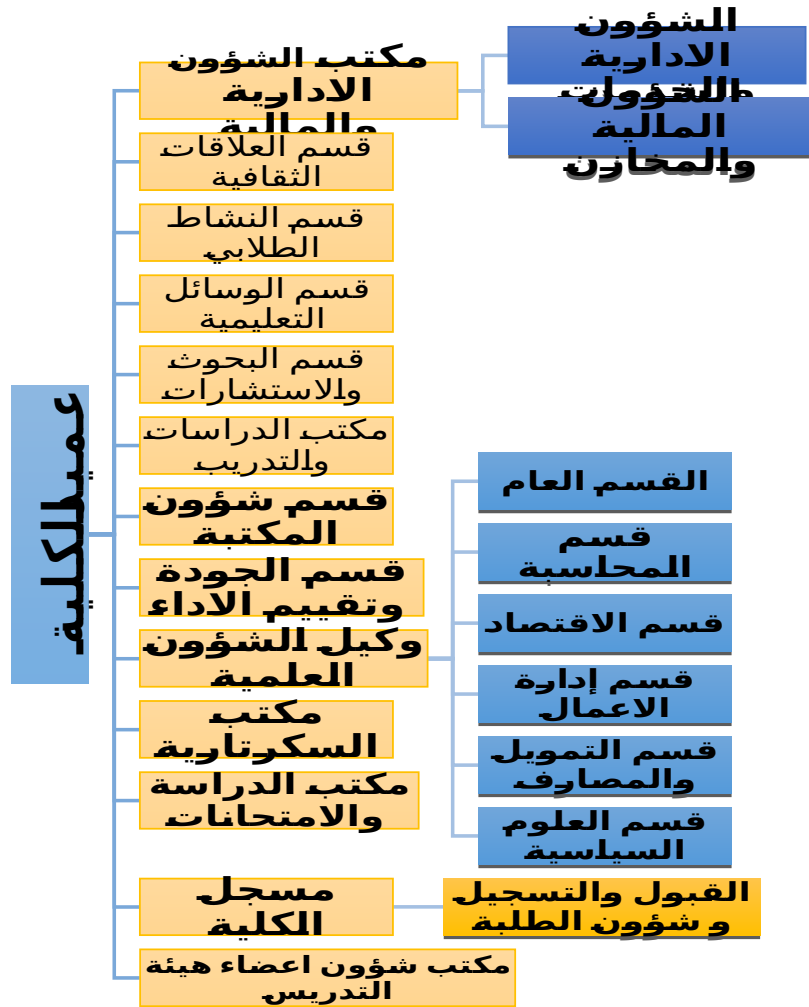 عميد الكلية
مكتب الشؤون
الادارية
والمالية
الشؤون
الادارية
والخدمات
الشؤون
المالية
والمخازن
قسم العلاقات
الثقافية
قسم النشاط
الطلابي
قسم الوسائل
التعليمية
قسم البحوث
والاستشارات
مكتب الدراسات
والتدريب
قسم شؤون
المكتبة
قسم الجودة
وتقييم الاداء
وكيل الشؤون
العلمية
القسم العام
قسم
المحاسبة
قسم الاقتصاد
قسم إدارة
الاعمال
قسم التمويل
والمصارف
قسم العلوم
السياسية
مكتب
السكرتارية
مكتب الدراسة
والامتحانات
مسجل
الكلية
القبول والتسجيل
و شؤون الطلبة
مكتب شؤون اعضاء هيئة
التدريس